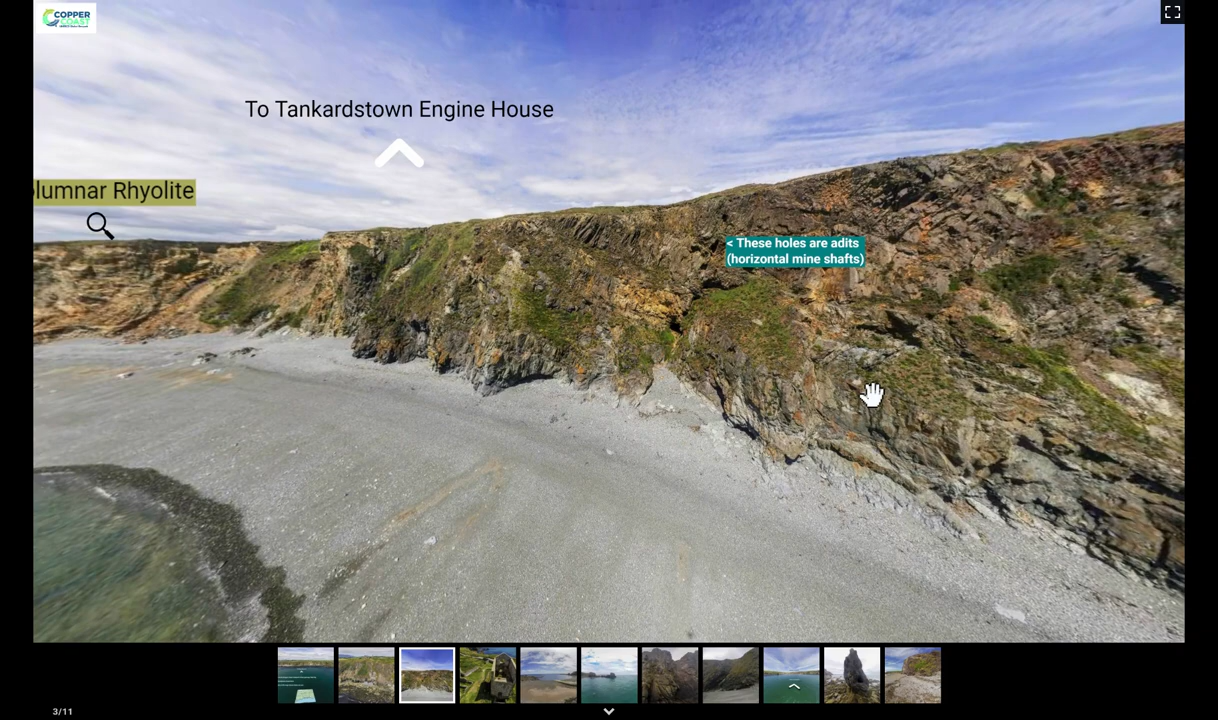 COPPER
COAST
To Tankardstown Engine House
lumnar Rhyolite
< These holes are adits
(horizontal mine shafts)
3/11